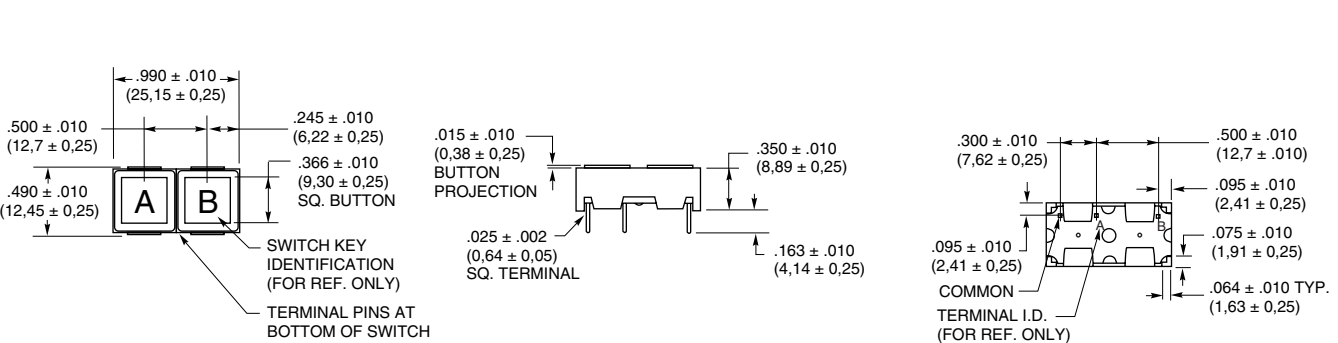 .990 ± .010
(25,15 ± 0,25)
.500 ± .010
(12,7 ± 0,25)
.245 ± .010
(6,22 ± 0,25)
.366 ± .010
(9,30 ± 0,25)
SQ. BUTTON
.490 ± .010
(12,45 ± 0,25)
A
B
SWITCH KEY
IDENTIFICATION
(FOR REF. ONLY)
TERMINAL PINS AT
BOTTOM OF SWITCH
.015 ± .010
(0,38 ± 0,25)
BUTTON
PROJECTION
.350 ± .010
(8,89 ± 0,25)
.025 ± .002
(0,64 ± 0,05)
SQ. TERMINAL
.163 ± .010
(4,14 ± 0,25)
.300 ± .010
(7,62 ± 0,25)
.500 ± .010
(12,7 ± .010)
.095 ± .010
(2,41 ± 0,25)
A
B
.095 ± .010
(2,41 ± 0,25)
.075 ± .010
(1,91 ± 0,25)
COMMON
.064 ± .010 TYP.
(1,63 ± 0,25)
TERMINAL I.D.
(FOR REF. ONLY)